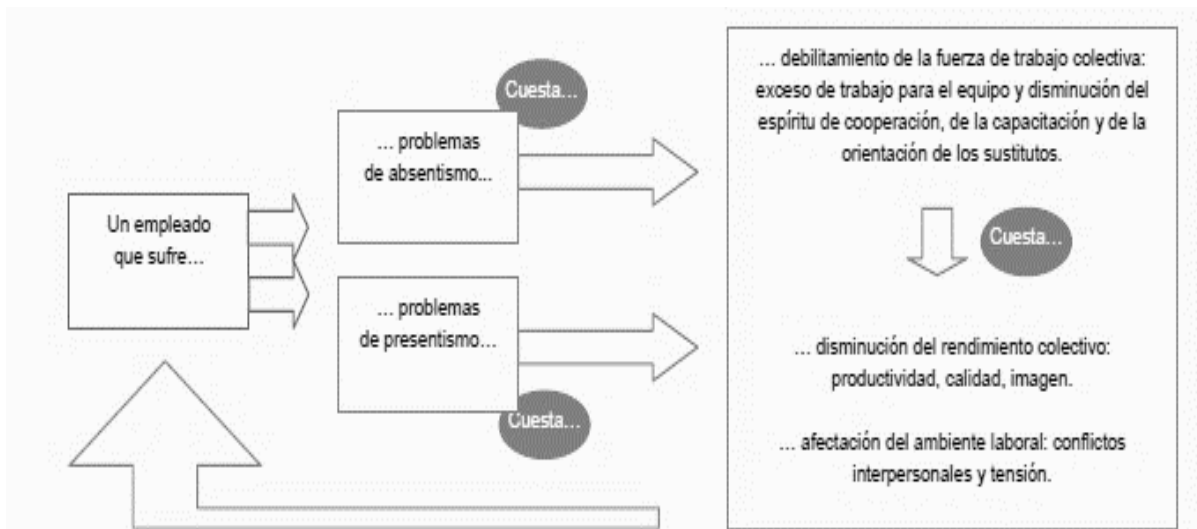 Un empleado
que sufre…
Cuesta…
… problemas
de absentismo...
… problemas
de presentismo…
Cuesta…
… debilitamiento de la fuerza de trabajo colectiva:
exceso de trabajo para el equipo y disminución del
espíritu de cooperación, de la capacitación y de la
orientación de los sustitutos.
Cuesta…
… disminución del rendimiento colectivo:
productividad, calidad, imagen.
… afectación del ambiente laboral: conflictos
interpersonales y tensión.